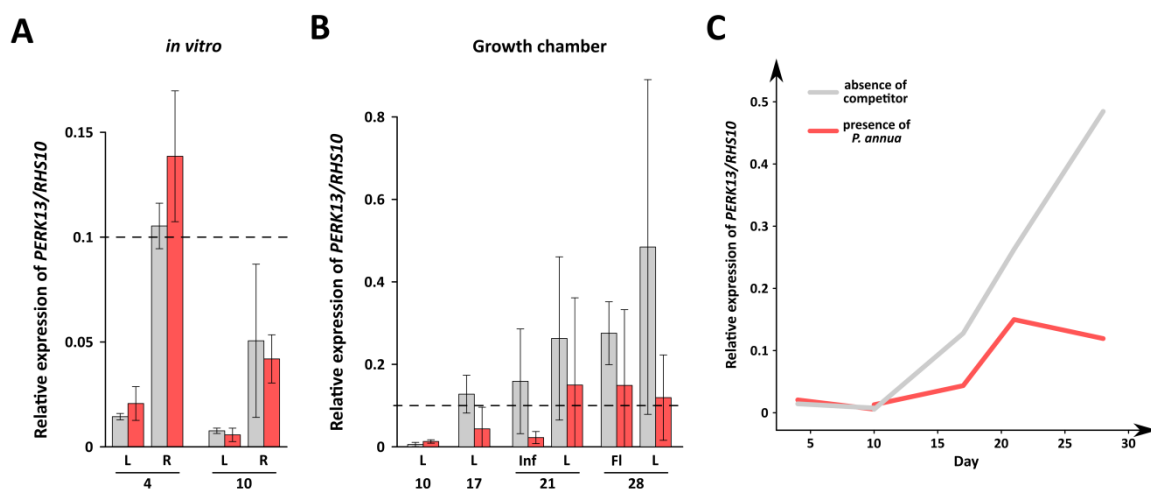 A
in vitro
Relative expression of PERK13/RHS10
0.15
0.1
0.05
0
L R L R
4 10
B
Growth chamber
Relative expression of PERK13/RHS10
0.8
0.6
0.4
0.2
0
L L Inf L Fl L
10 17 21 28
C
Relative expression of PERK13/RHS10
absence of
competitor
presence of
P. annua
0.5
0.4
0.3
0.2
0.1
0
5 10 15 20 25 30
Day